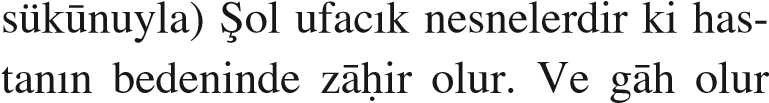 sükūnuyla) Şol ufacık nesnelerdir ki has-
tanın bedeninde zāḥir olur. Ve gāh olur